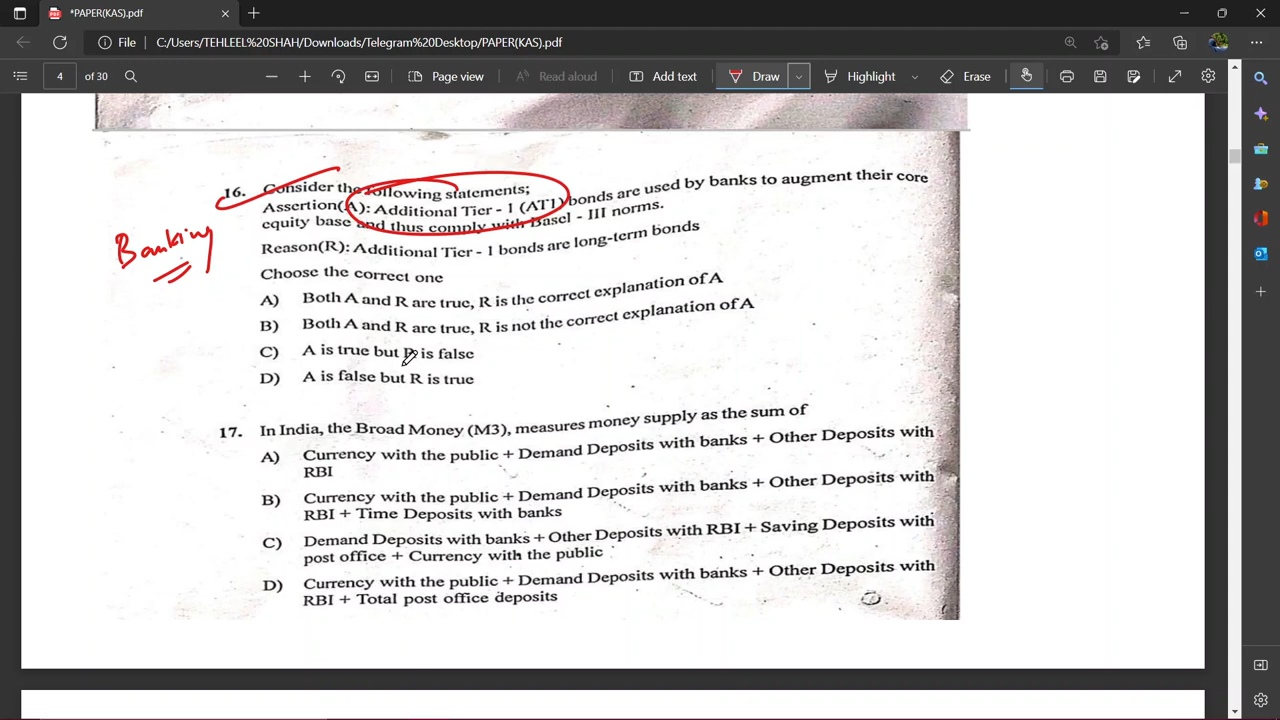 *PAPER(KAS).pdf
File
C:/Users/TEHLEEL%20SHAH/Downloads/Telegram%20Desktop/PAPER(KAS).pdf
4 of 30
Page view
Read aloud
Add text
Draw
Highlight
Erase
16. Consider the following statements;
Assertion(A): Additional Tier - 1 (AT1) bonds are used by banks to augment their core
equity base and thus comply with Basel - III norms.
Banking
Reason(R): Additional Tier - 1 bonds are long-term bonds
Choose the correct one
A) Both A and R are true, R is the correct explanation of A
B) Both A and R are true, R is not the correct explanation of A
C) A is true but R is false
D) A is false but R is true
17. In India, the Broad Money (M3), measures money supply as the sum of
A) Currency with the public + Demand Deposits with banks + Other Deposits with
RBI
B) Currency with the public + Demand Deposits with banks + Other Deposits with
RBI + Time Deposits with banks
C) Demand Deposits with banks + Other Deposits with RBI + Saving Deposits with
post office + Currency with the public
D) Currency with the public + Demand Deposits with banks + Other Deposits with
RBI + Total post office deposits